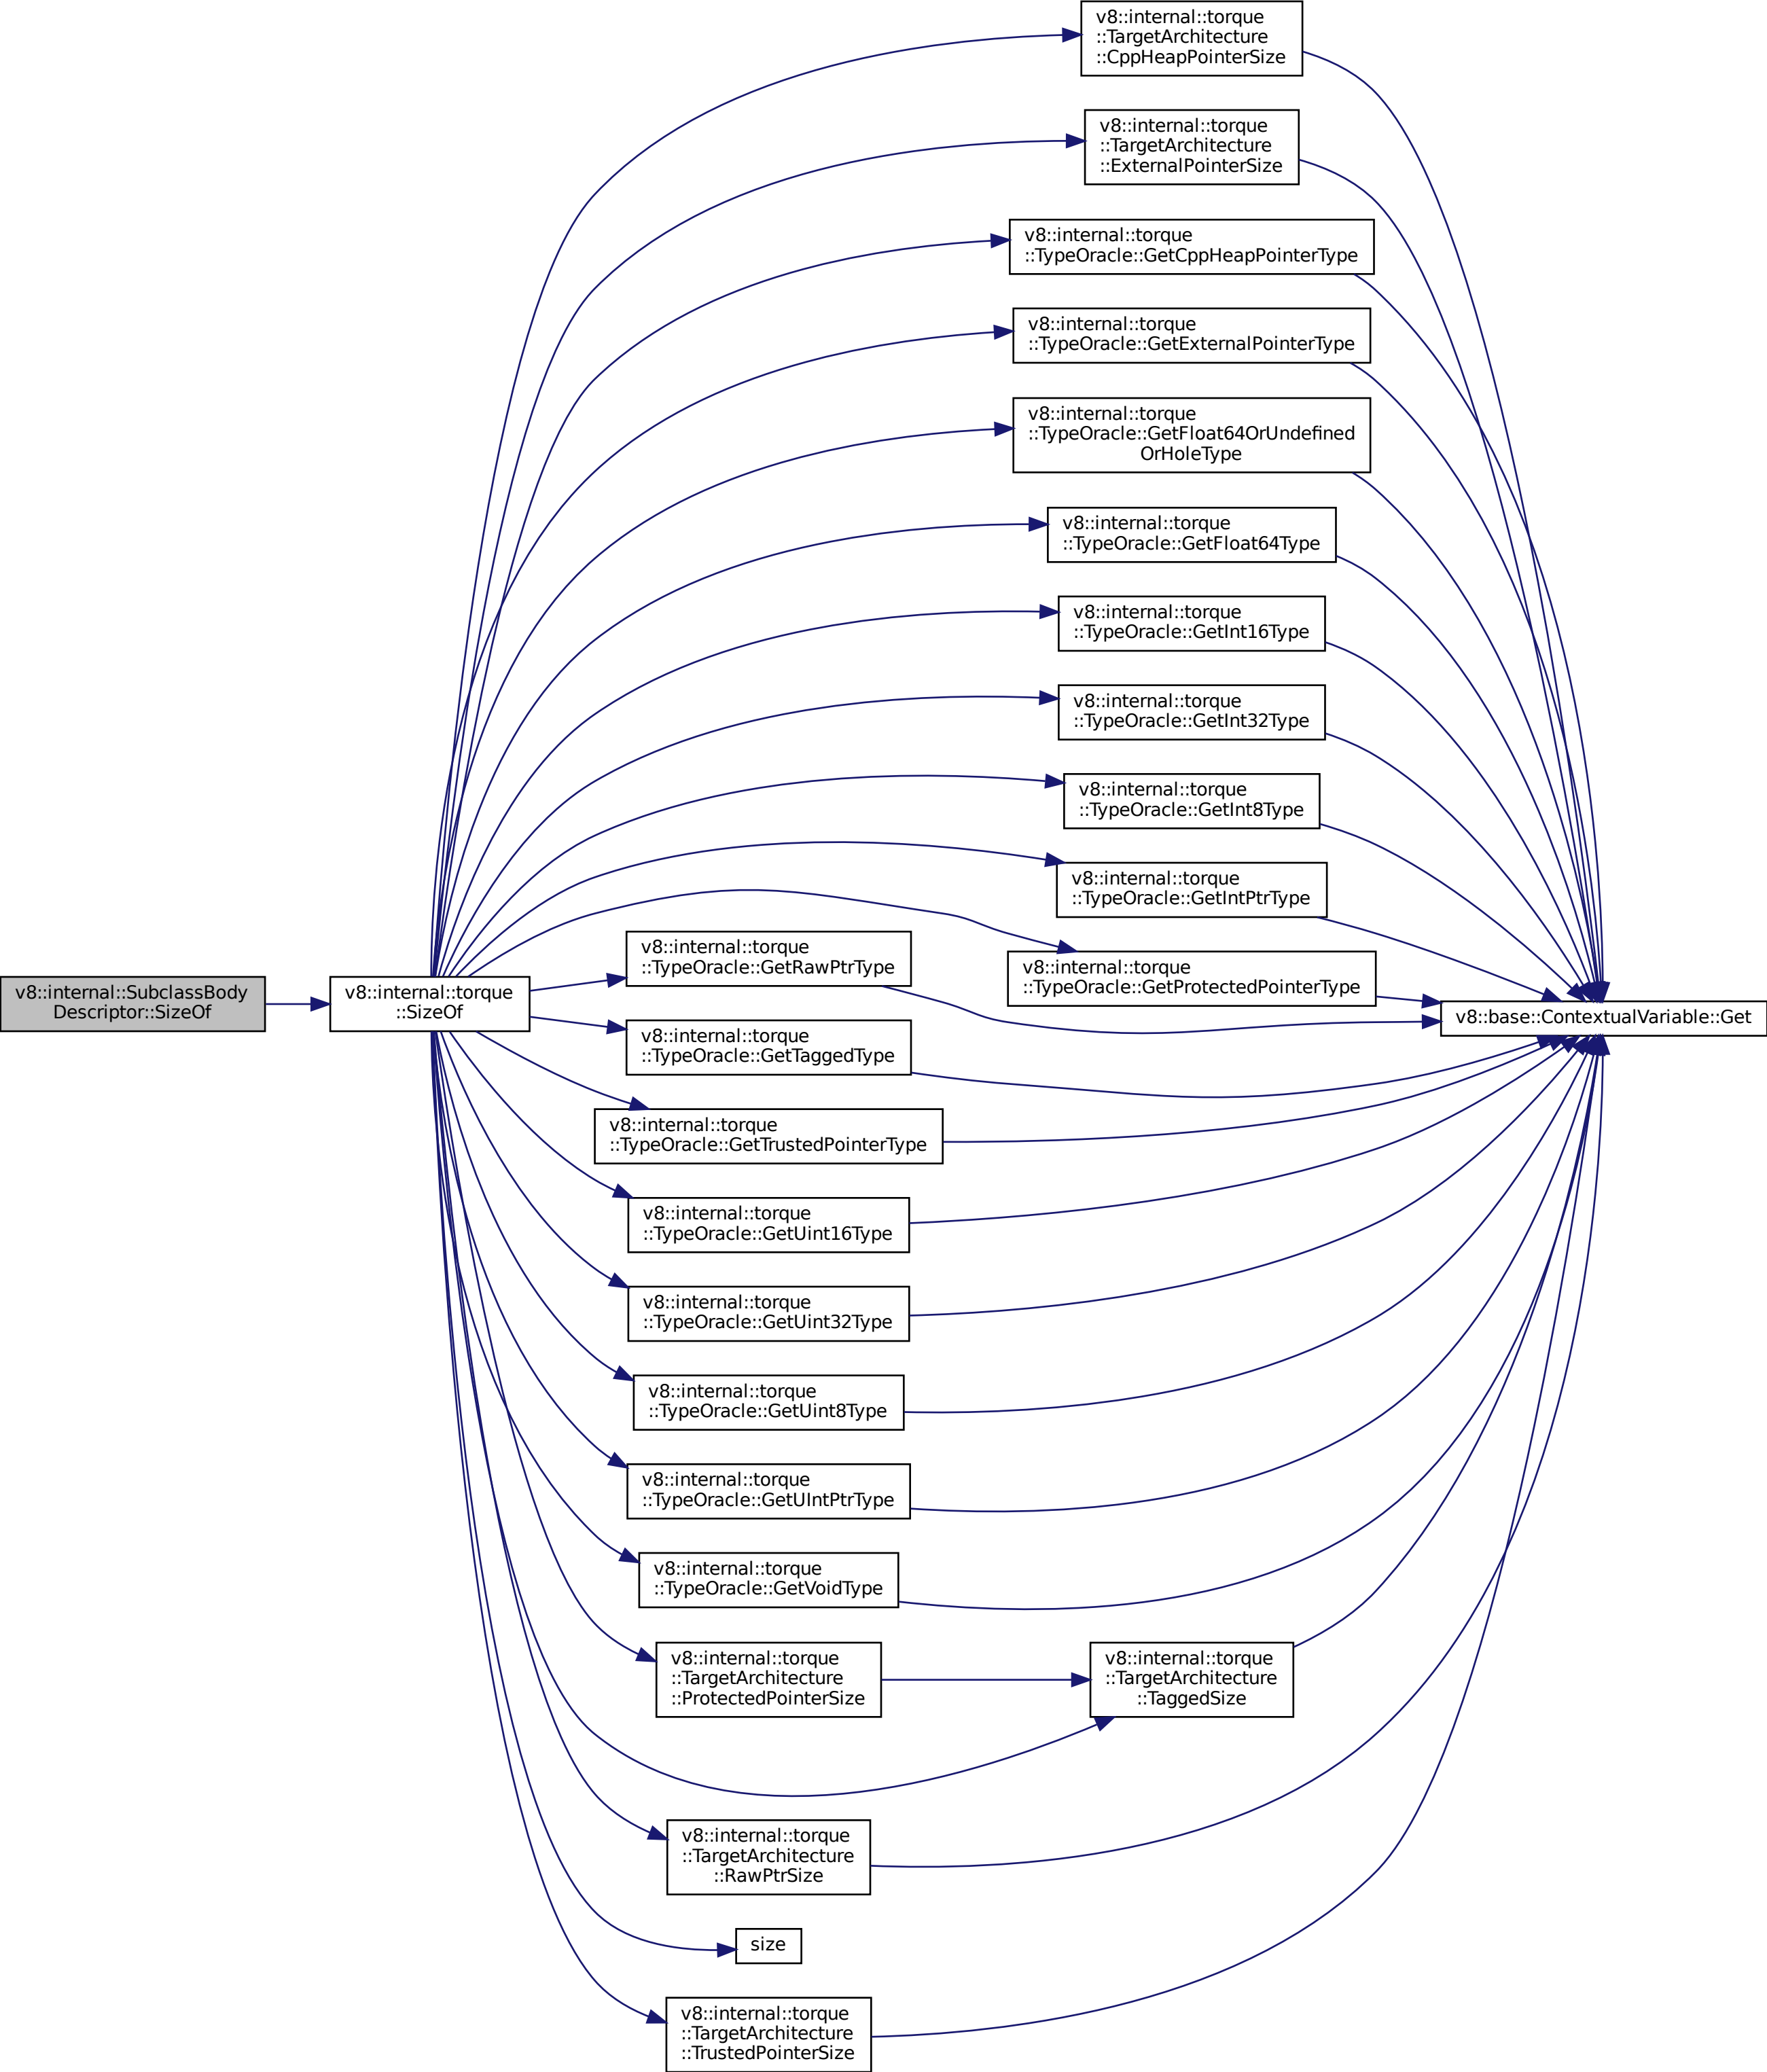 v8::internal::SubclassBody
Descriptor::SizeOf
v8::internal::torque
::SizeOf
v8::internal::torque
::TargetArchitecture
::CppHeapPointerSize
v8::internal::torque
::TargetArchitecture
::ExternalPointerSize
v8::internal::torque
::TypeOracle::GetCppHeapPointerType
v8::internal::torque
::TypeOracle::GetExternalPointerType
v8::internal::torque
::TypeOracle::GetFloat64OrUndefined
OrHoleType
v8::internal::torque
::TypeOracle::GetFloat64Type
v8::internal::torque
::TypeOracle::GetInt16Type
v8::internal::torque
::TypeOracle::GetInt32Type
v8::internal::torque
::TypeOracle::GetInt8Type
v8::internal::torque
::TypeOracle::GetIntPtrType
v8::internal::torque
::TypeOracle::GetProtectedPointerType
v8::internal::torque
::TypeOracle::GetRawPtrType
v8::internal::torque
::TypeOracle::GetTaggedType
v8::internal::torque
::TypeOracle::GetTrustedPointerType
v8::internal::torque
::TypeOracle::GetUint16Type
v8::internal::torque
::TypeOracle::GetUint32Type
v8::internal::torque
::TypeOracle::GetUint8Type
v8::internal::torque
::TypeOracle::GetUIntPtrType
v8::internal::torque
::TypeOracle::GetVoidType
v8::internal::torque
::TargetArchitecture
::ProtectedPointerSize
v8::internal::torque
::TargetArchitecture
::TaggedSize
v8::internal::torque
::TargetArchitecture
::RawPtrSize
size
v8::internal::torque
::TargetArchitecture
::TrustedPointerSize
v8::base::ContextualVariable::Get